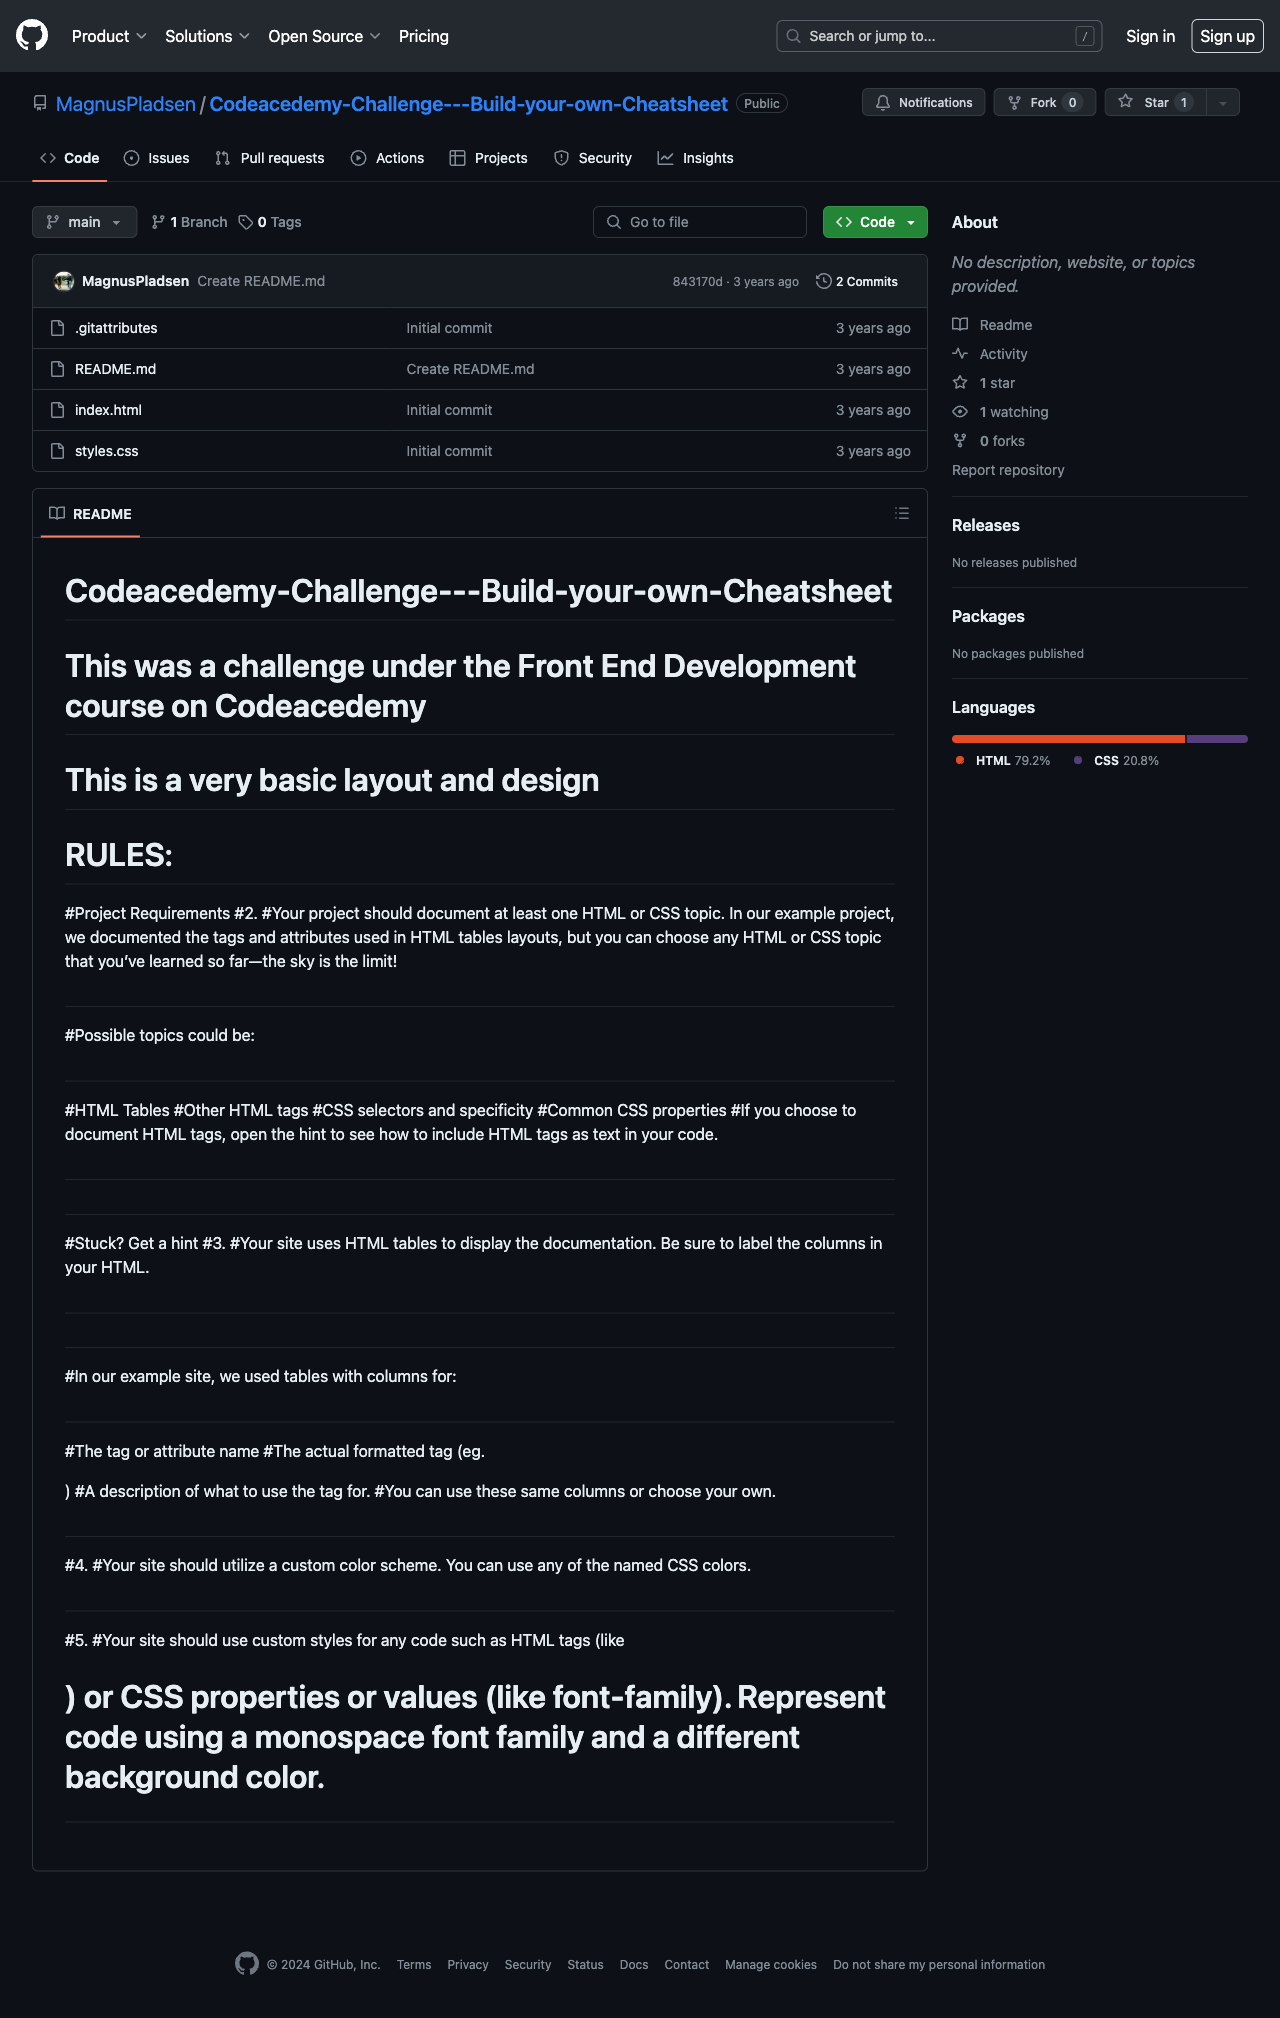 Product Solutions Open Source Pricing Search or jump to... / Sign in Sign up
MagnusPladsen / Codeacedemy-Challenge---Build-your-own-Cheatsheet Public Notifications Fork 0 Star 1
Code Issues Pull requests Actions Projects Security Insights
main 1 Branch 0 Tags Go to file Code
MagnusPladsen Create README.md 843170d · 3 years ago 2 Commits
.gitattributes Initial commit 3 years ago
README.md Create README.md 3 years ago
index.html Initial commit 3 years ago
styles.css Initial commit 3 years ago
README
Codeacedemy-Challenge---Build-your-own-Cheatsheet
This was a challenge under the Front End Development
course on Codeacedemy
This is a very basic layout and design
RULES:
#Project Requirements #2. #Your project should document at least one HTML or CSS topic. In our example project,
we documented the tags and attributes used in HTML tables layouts, but you can choose any HTML or CSS topic
that you’ve learned so far—the sky is the limit!
#Possible topics could be:
#HTML Tables #Other HTML tags #CSS selectors and specificity #Common CSS properties #If you choose to
document HTML tags, open the hint to see how to include HTML tags as text in your code.
#Stuck? Get a hint #3. #Your site uses HTML tables to display the documentation. Be sure to label the columns in
your HTML.
#In our example site, we used tables with columns for:
#The tag or attribute name #The actual formatted tag (eg.
) #A description of what to use the tag for. #You can use these same columns or choose your own.
#4. #Your site should utilize a custom color scheme. You can use any of the named CSS colors.
#5. #Your site should use custom styles for any code such as HTML tags (like
) or CSS properties or values (like font-family). Represent
code using a monospace font family and a different
background color.
About
No description, website, or topics
provided.
Readme
Activity
1 star
1 watching
0 forks
Report repository
Releases
No releases published
Packages
No packages published
Languages
HTML 79.2% CSS 20.8%
© 2024 GitHub, Inc. Terms Privacy Security Status Docs Contact Manage cookies Do not share my personal information